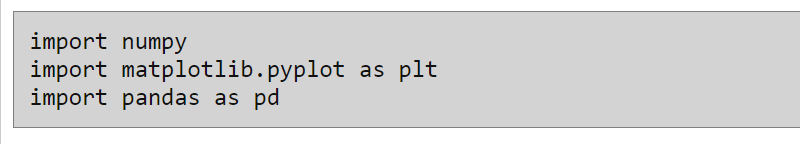 import numpy
import matplotlib.pyplot as plt
import pandas as pd